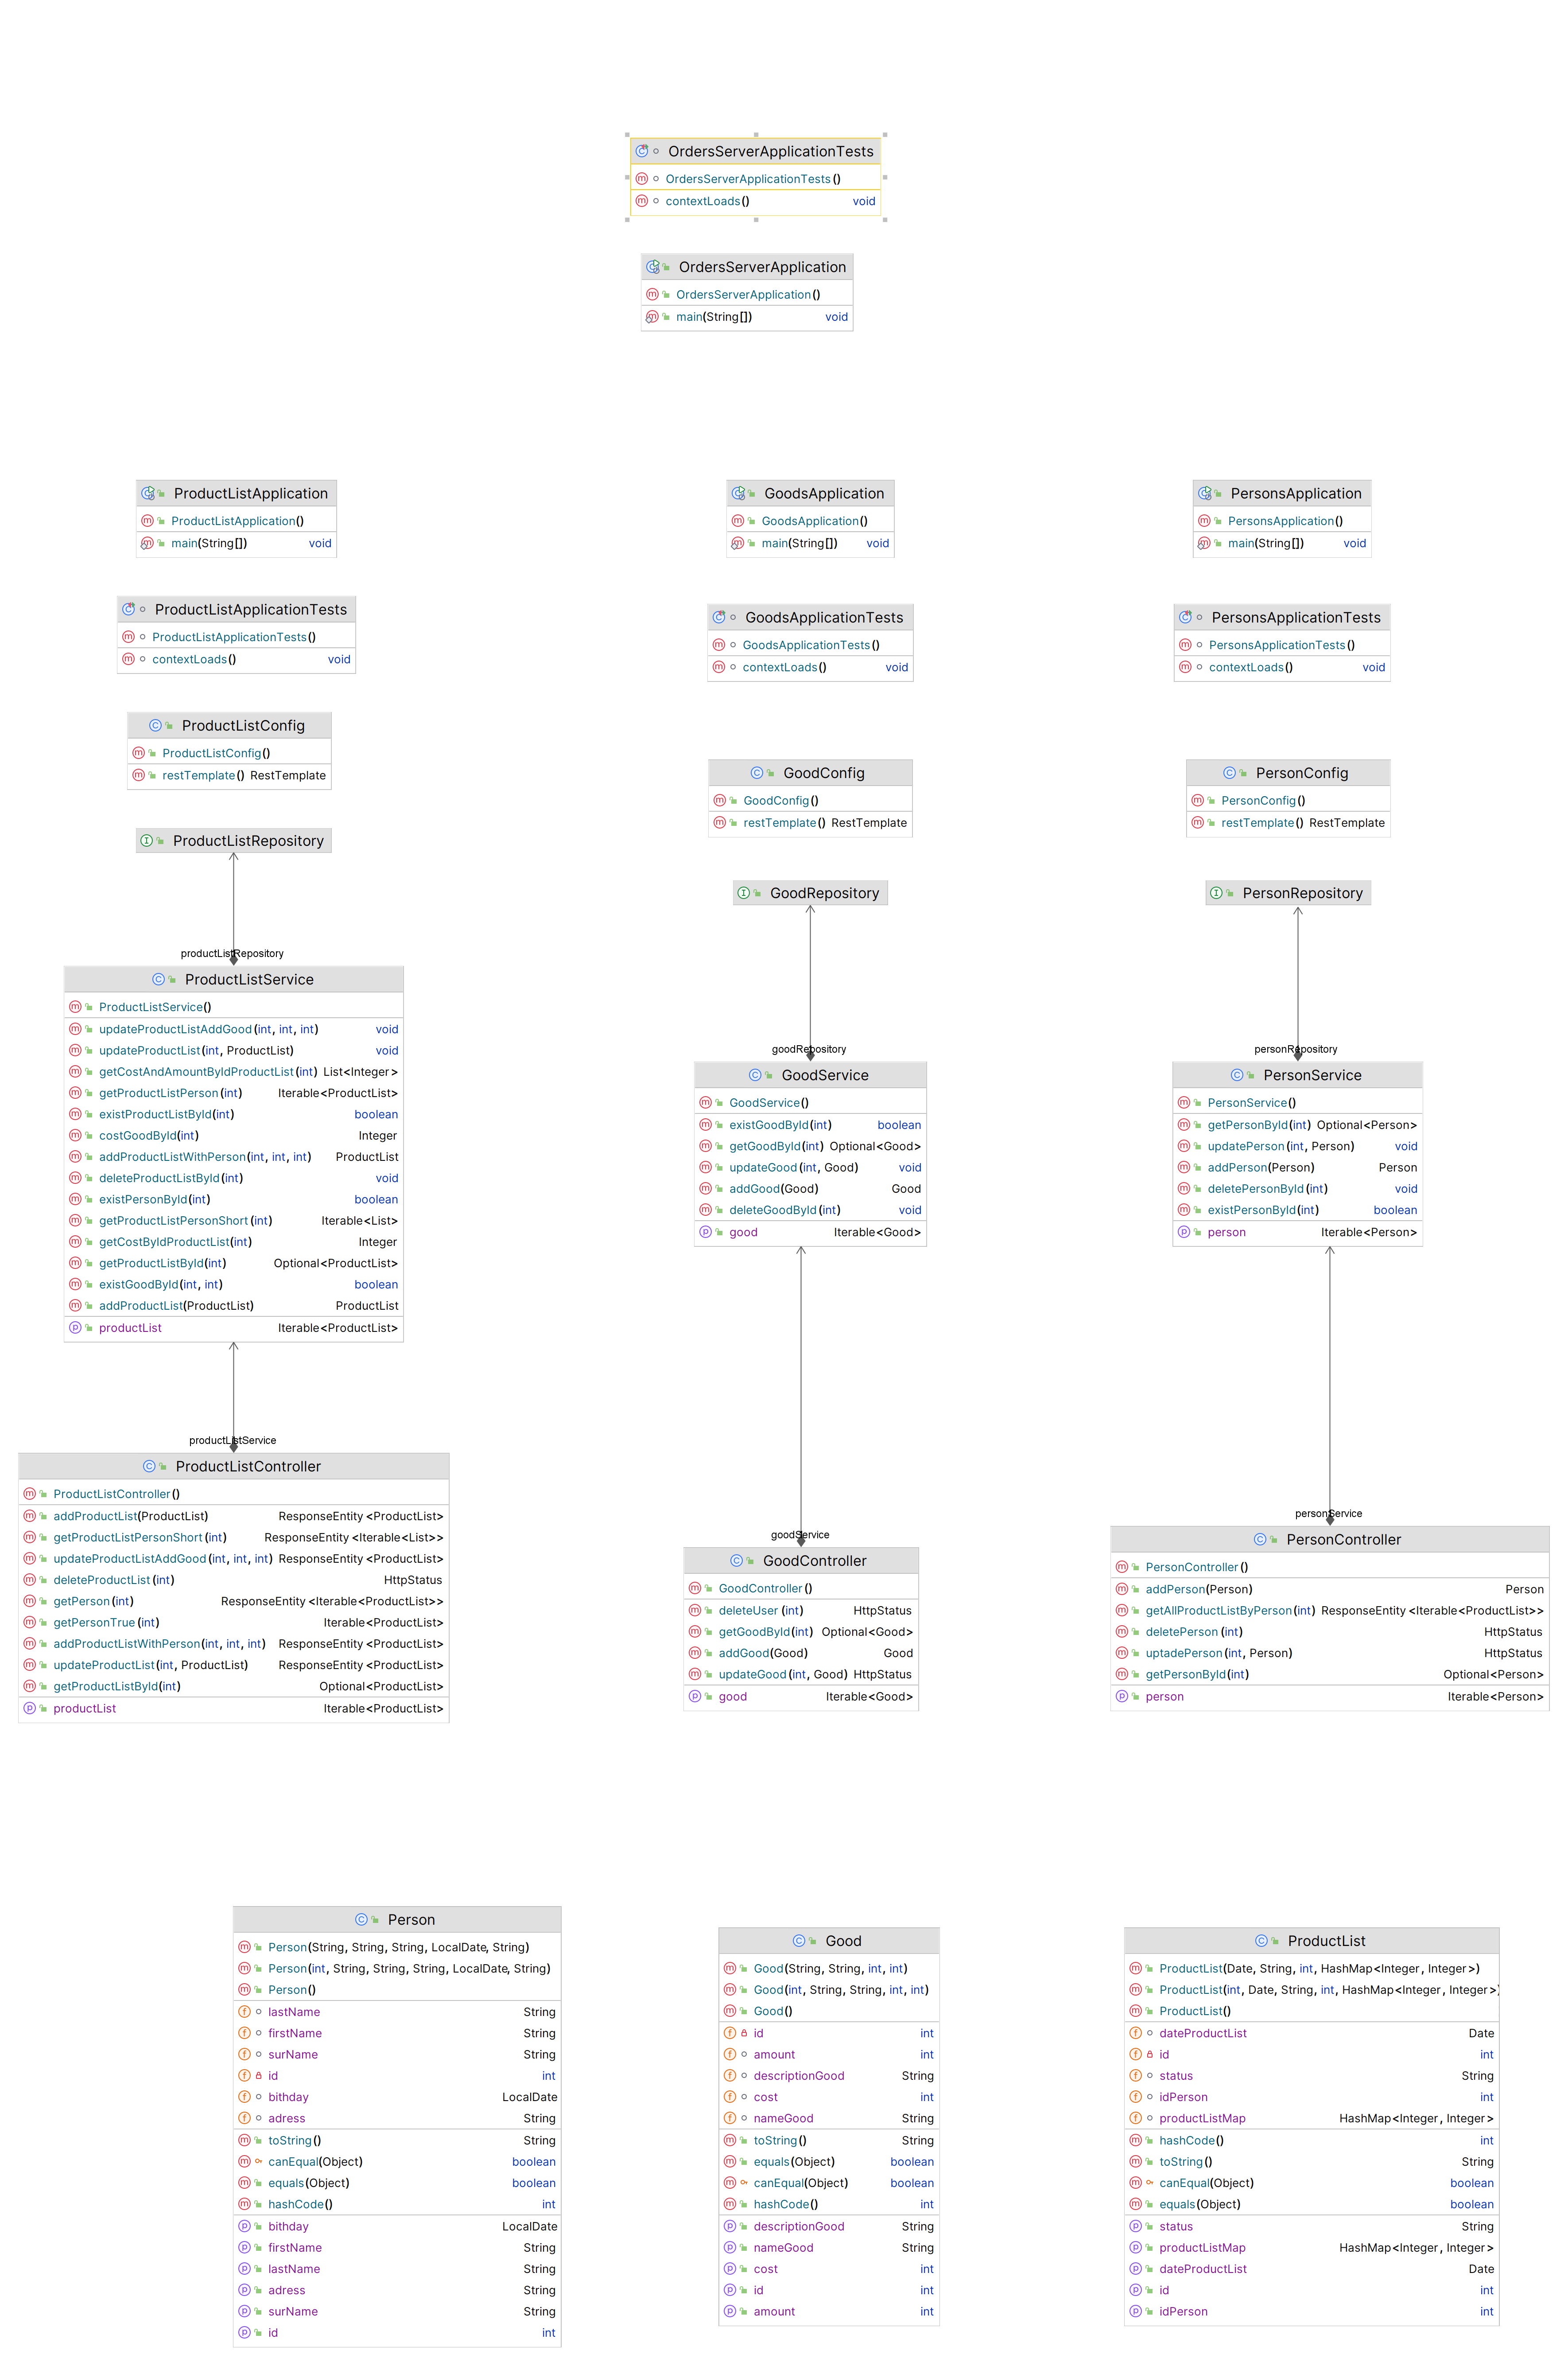 OrdersServerApplicationTests
OrdersServerApplicationTests()
contextLoads() void
OrdersServerApplication
OrdersServerApplication()
main(String[]) void
ProductListApplication
ProductListApplication()
main(String[]) void
ProductListApplicationTests
ProductListApplicationTests()
contextLoads() void
ProductListConfig
ProductListConfig()
restTemplate() RestTemplate
ProductListRepository
productListRepository
ProductListService
ProductListService()
updateProductListAddGood(int, int, int) void
updateProductList(int, ProductList) void
getCostAndAmountByIdProductList(int) List<Integer>
getProductListPerson(int) Iterable<ProductList>
existProductListById(int) boolean
costGoodById(int) Integer
addProductListWithPerson(int, int, int) ProductList
deleteProductListById(int) void
existPersonById(int) boolean
getProductListPersonShort(int) Iterable<List>
getCostByIdProductList(int) Integer
getProductListById(int) Optional<ProductList>
existGoodById(int, int) boolean
addProductList(ProductList) ProductList
productList Iterable<ProductList>
productListService
ProductListController
ProductListController()
addProductList(ProductList) ResponseEntity<ProductList>
getProductListPersonShort(int) ResponseEntity<Iterable<List>>
updateProductListAddGood(int, int, int) ResponseEntity<ProductList>
deleteProductList(int) HttpStatus
getPerson(int) ResponseEntity<Iterable<ProductList>>
getPersonTrue(int) Iterable<ProductList>
addProductListWithPerson(int, int, int) ResponseEntity<ProductList>
updateProductList(int, ProductList) ResponseEntity<ProductList>
getProductListById(int) Optional<ProductList>
productList Iterable<ProductList>
GoodsApplication
GoodsApplication()
main(String[]) void
GoodsApplicationTests
GoodsApplicationTests()
contextLoads() void
GoodConfig
GoodConfig()
restTemplate() RestTemplate
GoodRepository
goodRepository
GoodService
GoodService()
existGoodById(int) boolean
getGoodById(int) Optional<Good>
updateGood(int, Good) void
addGood(Good) Good
deleteGoodById(int) void
good Iterable<Good>
goodService
GoodController
GoodController()
deleteUser(int) HttpStatus
getGoodById(int) Optional<Good>
addGood(Good) Good
updateGood(int, Good) HttpStatus
good Iterable<Good>
PersonsApplication
PersonsApplication()
main(String[]) void
PersonsApplicationTests
PersonsApplicationTests()
contextLoads() void
PersonConfig
PersonConfig()
restTemplate() RestTemplate
PersonRepository
personRepository
PersonService
PersonService()
getPersonById(int) Optional<Person>
updatePerson(int, Person) void
addPerson(Person) Person
deletePersonById(int) void
existPersonById(int) boolean
person Iterable<Person>
personService
PersonController
PersonController()
addPerson(Person) Person
getAllProductListByPerson(int) ResponseEntity<Iterable<ProductList>>
deletePerson(int) HttpStatus
uptadePerson(int, Person) HttpStatus
getPersonById(int) Optional<Person>
person Iterable<Person>
Person
Person(String, String, String, LocalDate, String)
Person(int, String, String, String, LocalDate, String)
Person()
lastName String
firstName String
surName String
id int
bithday LocalDate
adress String
toString() String
canEqual(Object) boolean
equals(Object) boolean
hashCode() int
bithday LocalDate
firstName String
lastName String
adress String
surName String
id int
Good
Good(String, String, int, int)
Good(int, String, String, int, int)
Good()
id int
amount int
descriptionGood String
cost int
nameGood String
toString() String
equals(Object) boolean
canEqual(Object) boolean
hashCode() int
descriptionGood String
nameGood String
cost int
id int
amount int
ProductList
ProductList(Date, String, int, HashMap<Integer, Integer>)
ProductList(int, Date, String, int, HashMap<Integer, Integer>)
ProductList()
dateProductList Date
id int
status String
idPerson int
productListMap HashMap<Integer, Integer>
hashCode() int
toString() String
canEqual(Object) boolean
equals(Object) boolean
status String
productListMap HashMap<Integer, Integer>
dateProductList Date
id int
idPerson int